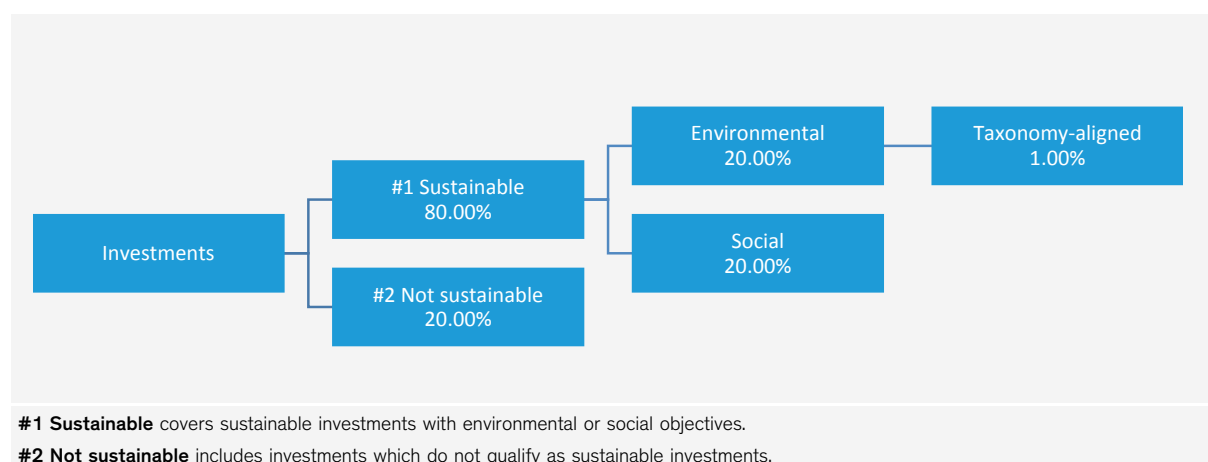 Investments
#1 Sustainable
80.00%
#2 Not sustainable
20.00%
Environmental
20.00%
Social
20.00%
Taxonomy-aligned
1.00%
#1 Sustainable covers sustainable investments with environmental or social objectives.
#2 Not sustainable includes investments which do not qualify as sustainable investments.